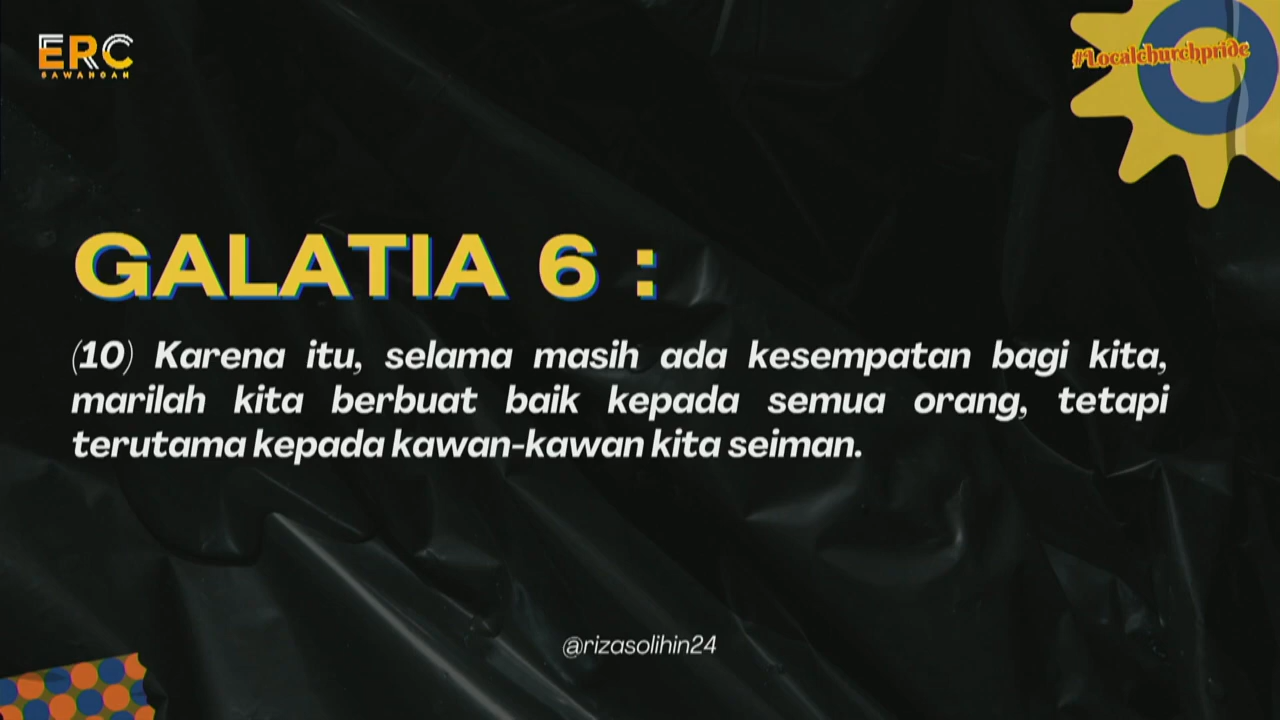 ERC
SAWANGAN
#Localchurchpride
GALATIA 6 :
(10) Karena itu, selama masih ada kesempatan bagi kita,
marilah kita berbuat baik kepada semua orang, tetapi
terutama kepada kawan-kawan kita seiman.
@rizasolihin24